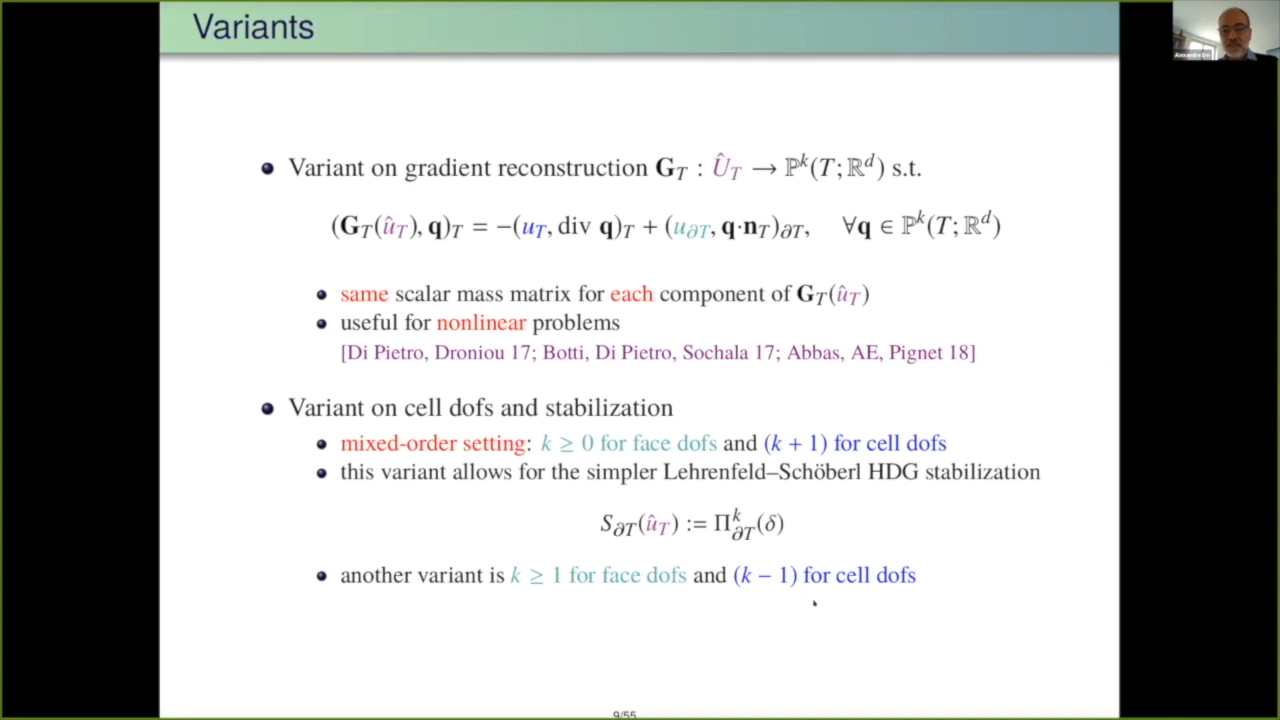 Variants
Variant on gradient reconstruction G_T : Û_T → ℙ^k(T; ℝ^d) s.t.
(G_T(û_T), q)_T = −(u_T, div q)_T + (u_∂T, q·n_T)_∂T,   ∀q ∈ ℙ^k(T; ℝ^d)
same scalar mass matrix for each component of G_T(û_T)
useful for nonlinear problems
[Di Pietro, Droniou 17; Botti, Di Pietro, Sochala 17; Abbas, AE, Pignet 18]
Variant on cell dofs and stabilization
mixed-order setting: k ≥ 0 for face dofs and (k + 1) for cell dofs
this variant allows for the simpler Lehrenfeld–Schöberl HDG stabilization
S_∂T(û_T) := Π^k_∂T(δ)
another variant is k ≥ 1 for face dofs and (k − 1) for cell dofs
9/55